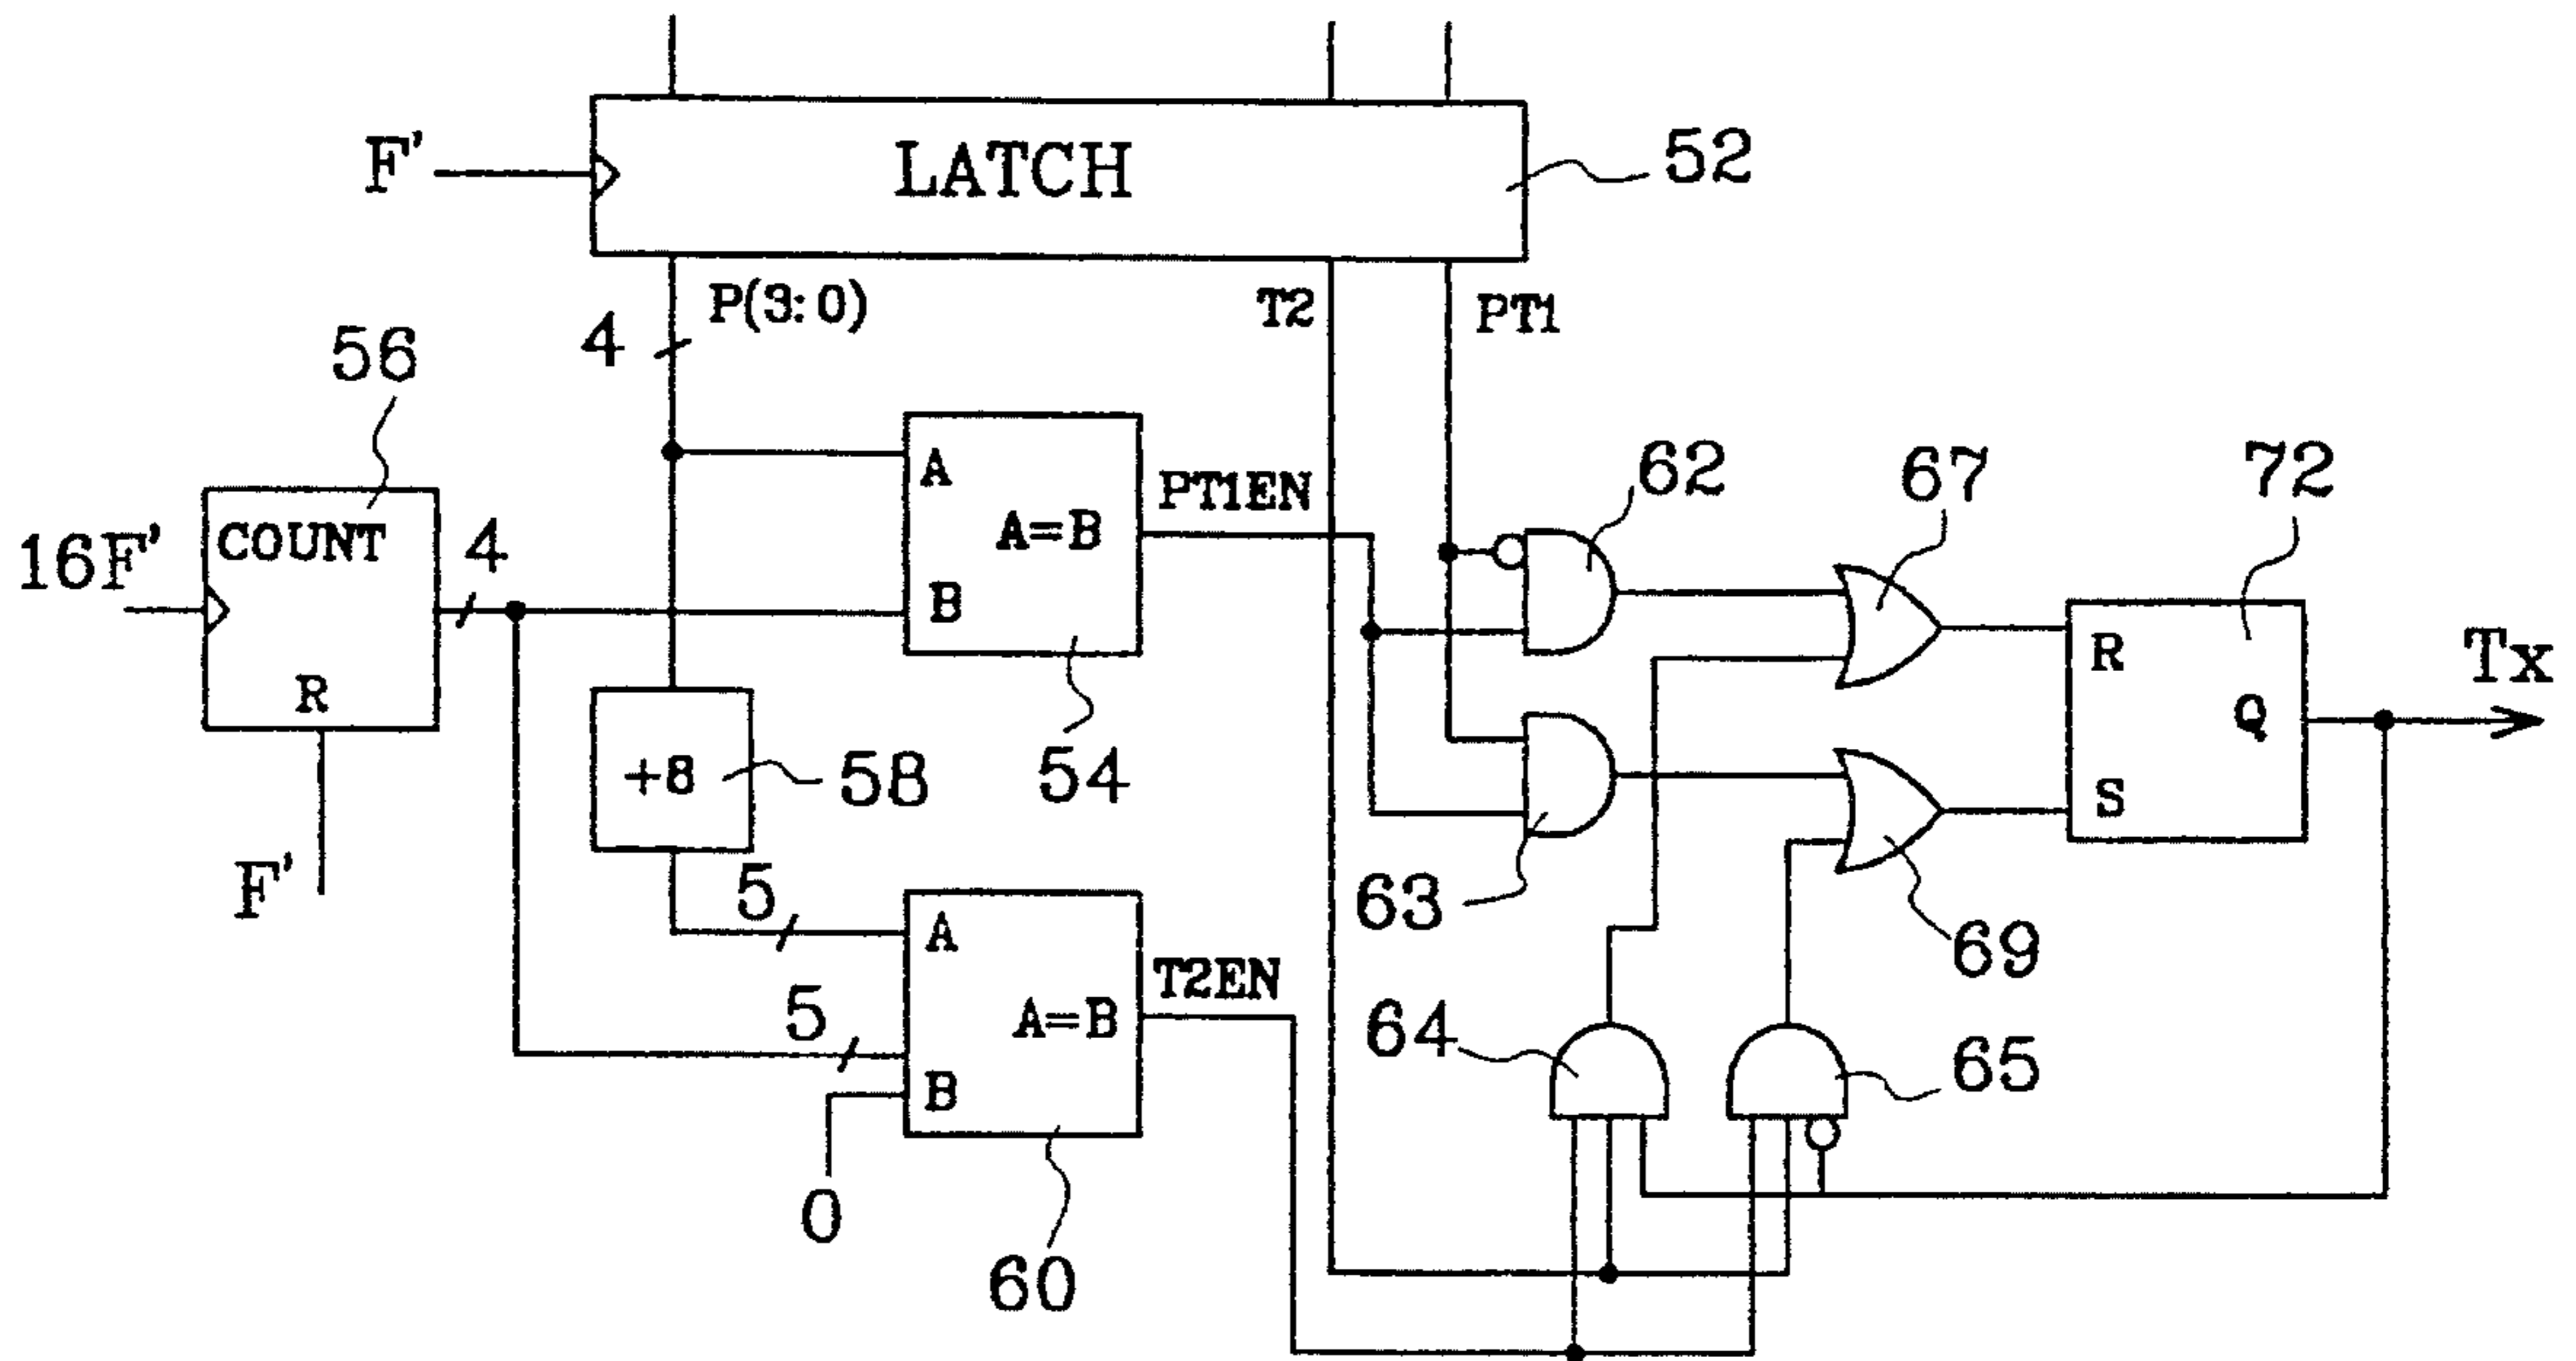 F'
LATCH
52
P(3:0)
T2
PT1
4
56
16F'
COUNT
4
R
F'
A
A=B
B
54
PT1EN
+8
58
5
5
A
A=B
B
0
60
T2EN
62
63
67
69
72
R
Q
S
Tx
64
65